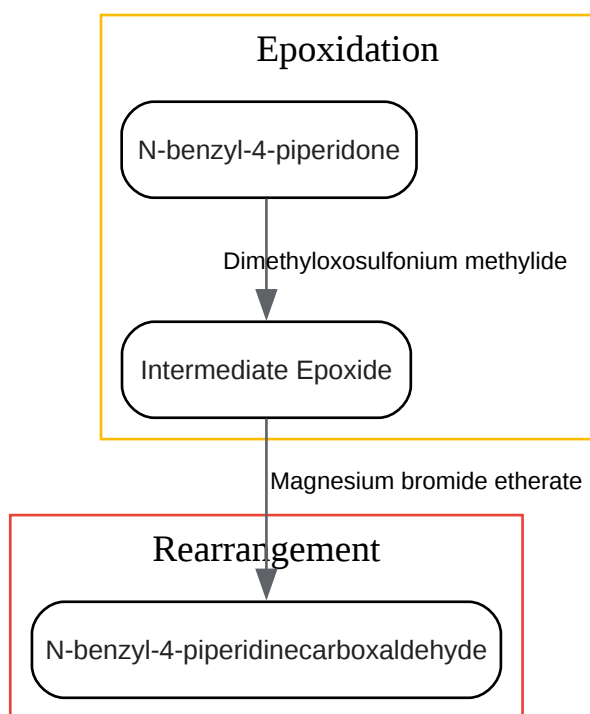 Epoxidation
N-benzyl-4-piperidone
Dimethyloxosulfonium methylide
Intermediate Epoxide
Magnesium bromide etherate
Rearrangement
N-benzyl-4-piperidinecarboxaldehyde